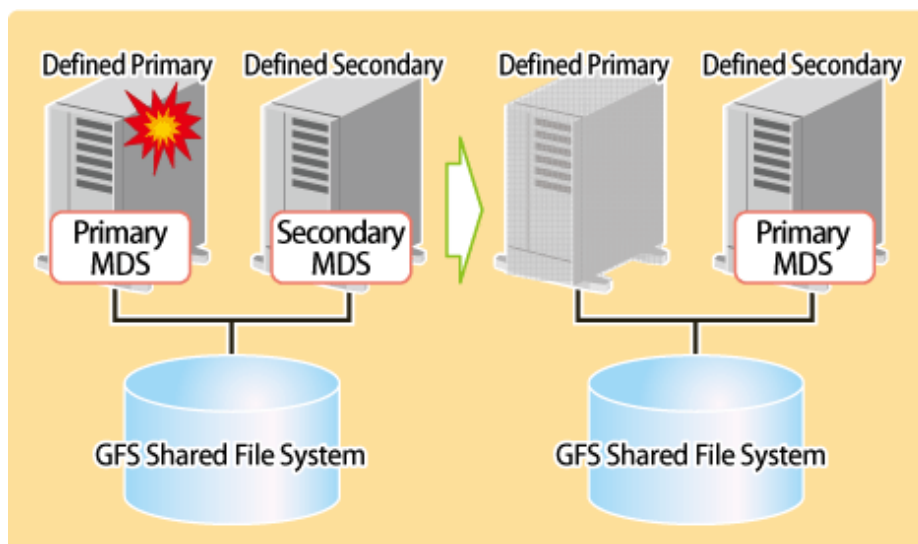 Defined Primary
Defined Secondary
Defined Primary
Defined Secondary
Primary
MDS
Secondary
MDS
Primary
MDS
GFS Shared File System
GFS Shared File System